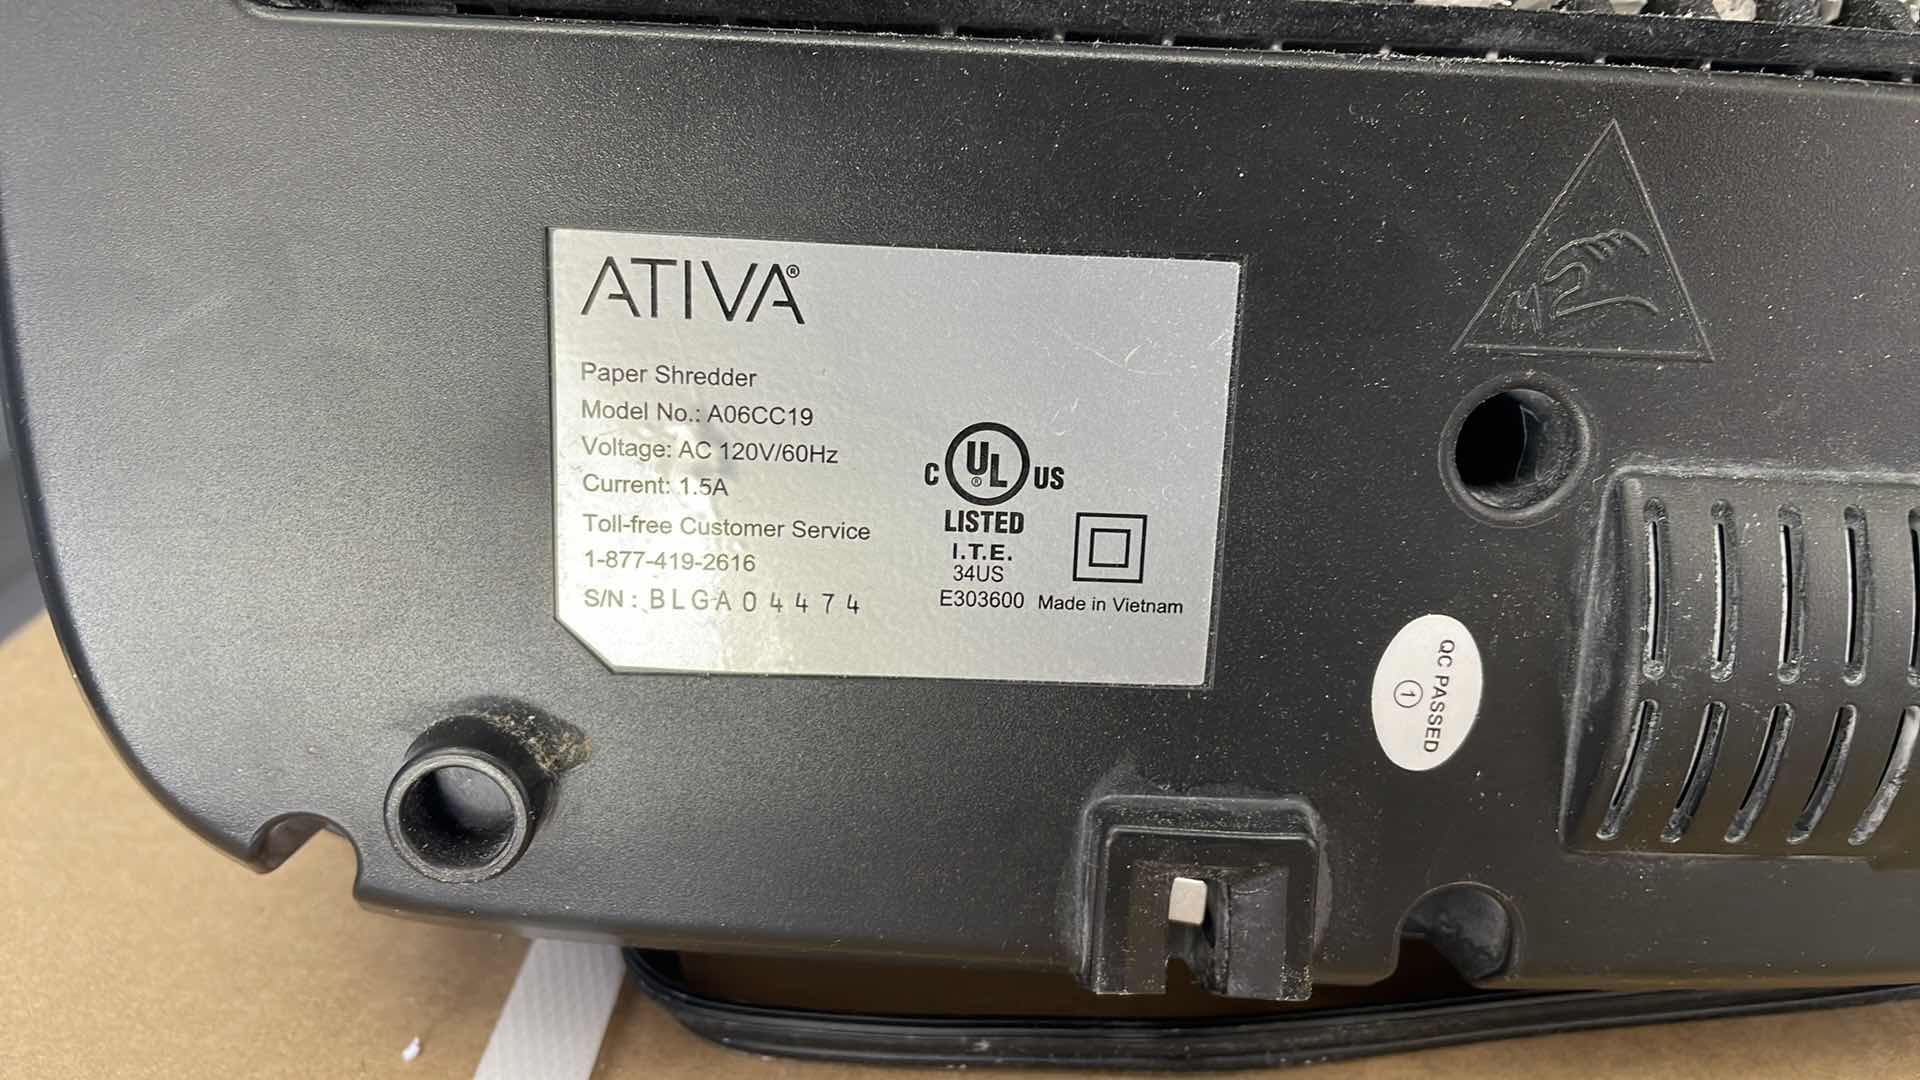 ATIVA®
Paper Shredder
Model No.: A06CC19
Voltage: AC 120V/60Hz
Current: 1.5A
Toll-free Customer Service
1-877-419-2616
S/N : BLGA04474
C UL® US
LISTED
I.T.E.
34US
E303600
Made in Vietnam
M2
QC PASSED
1